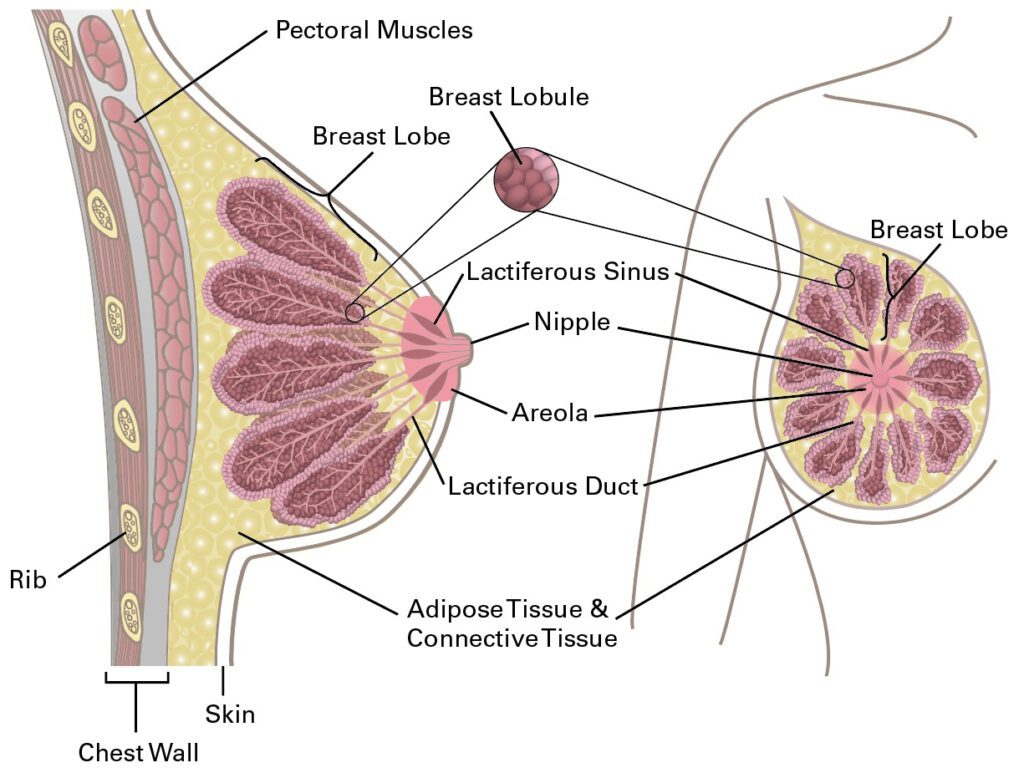 Pectoral Muscles
Breast Lobule
Breast Lobe
Breast Lobe
Lactiferous Sinus
Nipple
Areola
Lactiferous Duct
Rib
Adipose Tissue &
Connective Tissue
Skin
Chest Wall